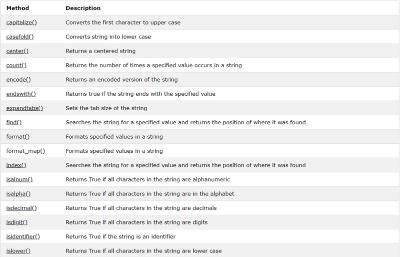 Method Description
capitalize() Converts the first character to upper case
casefold() Converts string into lower case
center() Returns a centered string
count() Returns the number of times a specified value occurs in a string
encode() Returns an encoded version of the string
endswith() Returns true if the string ends with the specified value
expandtabs() Sets the tab size of the string
find() Searches the string for a specified value and returns the position of where it was found
format() Formats specified values in a string
format_map() Formats specified values in a string
index() Searches the string for a specified value and returns the position of where it was found
isalnum() Returns True if all characters in the string are alphanumeric
isalpha() Returns True if all characters in the string are in the alphabet
isdecimal() Returns True if all characters in the string are decimals
isdigit() Returns True if all characters in the string are digits
isidentifier() Returns True if the string is an identifier
islower() Returns True if all characters in the string are lower case